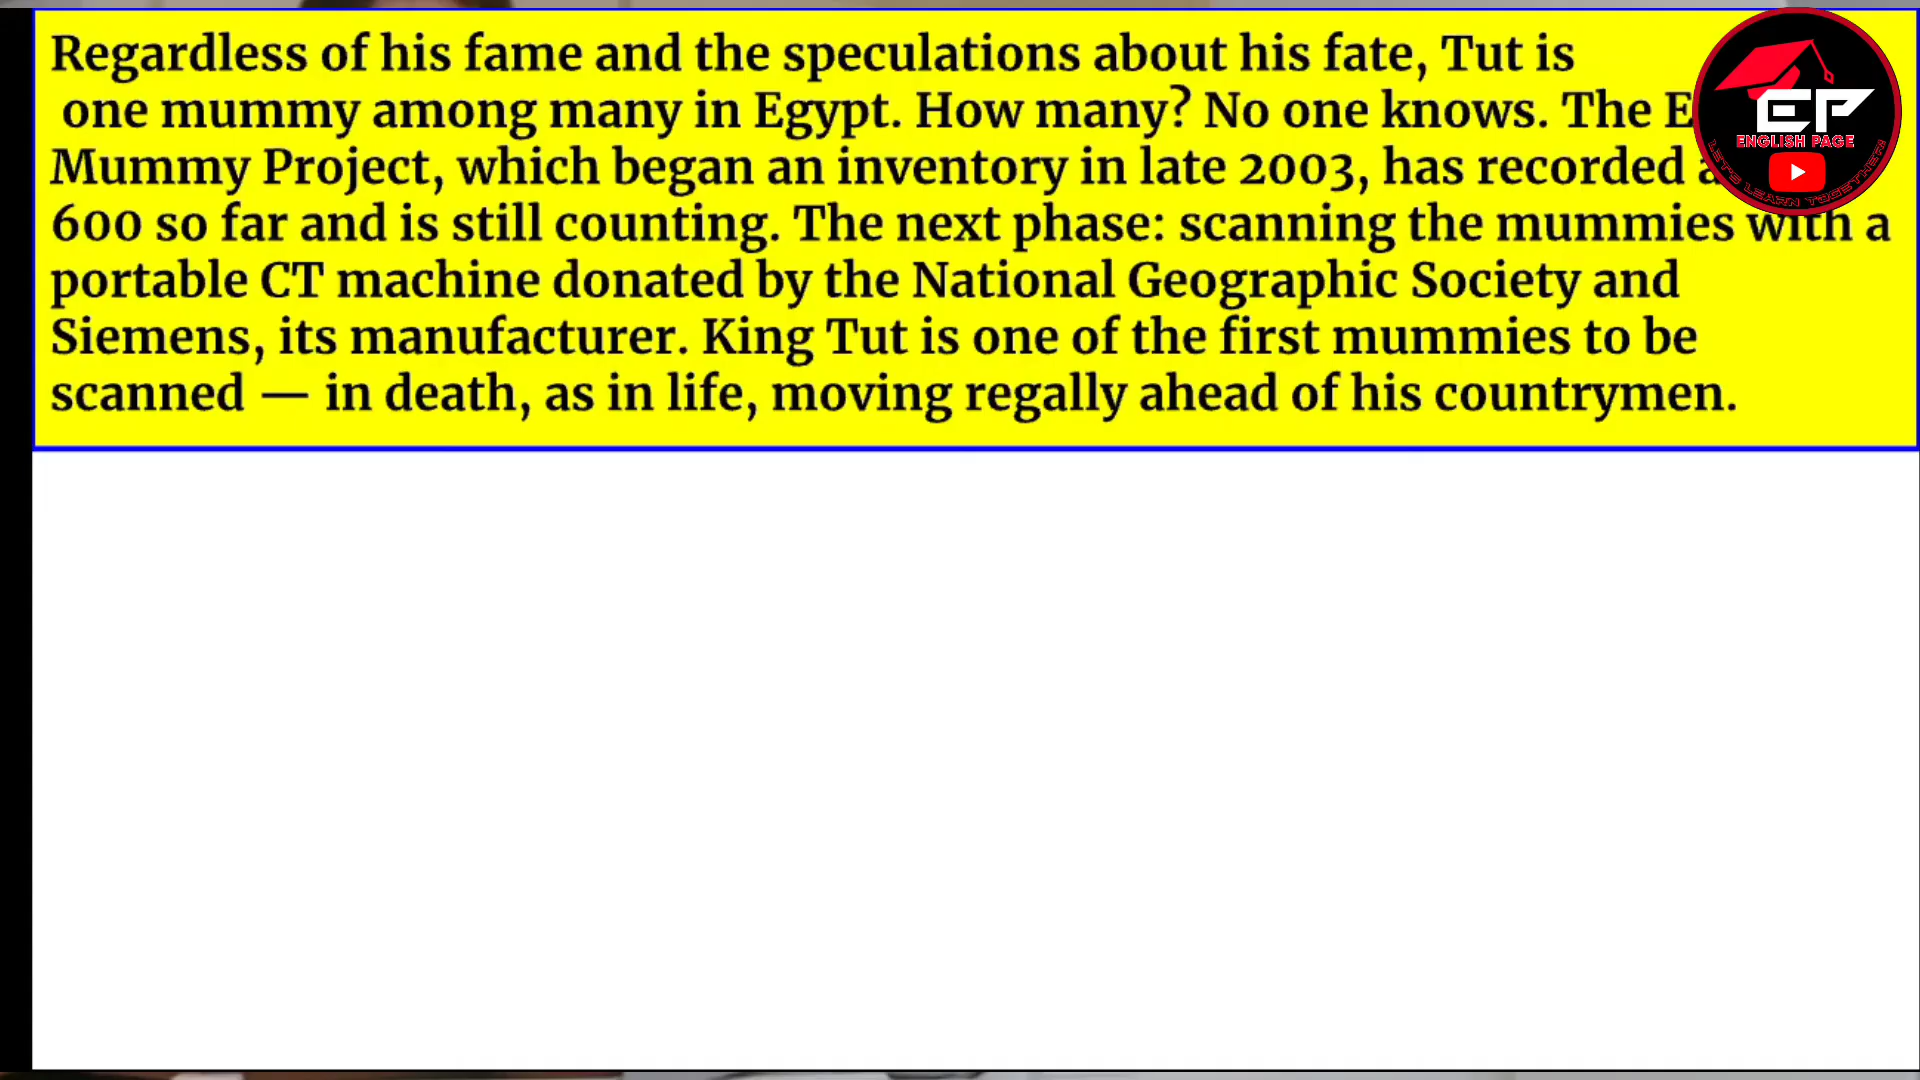 Regardless of his fame and the speculations about his fate, Tut is
one mummy among many in Egypt. How many? No one knows. The
Mummy Project, which began an inventory in late 2003, has recorded
600 so far and is still counting. The next phase: scanning the mummies with a
portable CT machine donated by the National Geographic Society and
Siemens, its manufacturer. King Tut is one of the first mummies to be
scanned — in death, as in life, moving regally ahead of his countrymen.
EP
ENGLISH PAGE
LET'S LEARN TOGETHER!